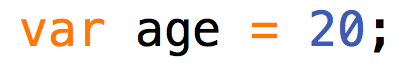 var age = 20;